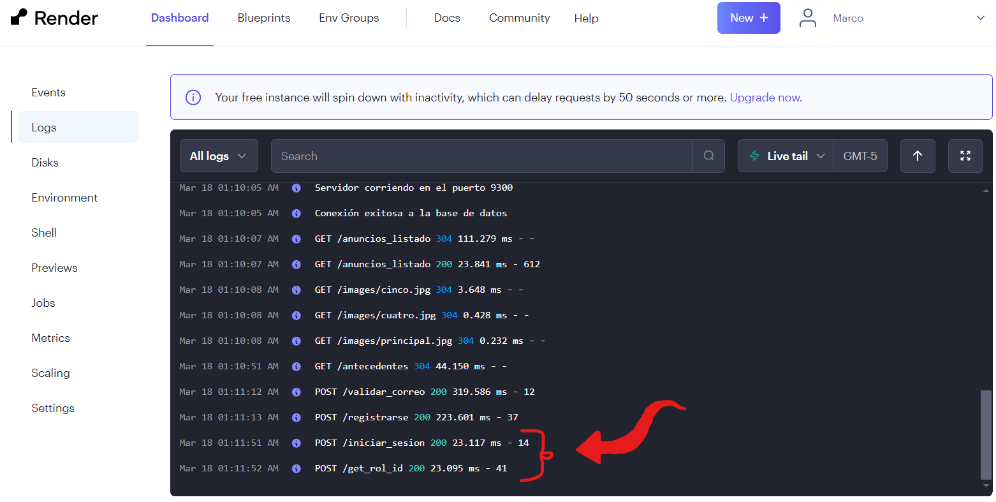 Render Dashboard Blueprints Env Groups Docs Community Help New + Marco
Events
Logs
Disks
Environment
Shell
Previews
Jobs
Metrics
Scaling
Settings
Your free instance will spin down with inactivity, which can delay requests by 50 seconds or more. Upgrade now.
All logs Search Live tail GMT-5
Mar 18 01:10:05 AM Servidor corriendo en el puerto 9300
Mar 18 01:10:05 AM Conexión exitosa a la base de datos
Mar 18 01:10:07 AM GET /anuncios_listado 304 111.279 ms - -
Mar 18 01:10:07 AM GET /anuncios_listado 200 23.841 ms - 612
Mar 18 01:10:08 AM GET /images/cinco.jpg 304 3.648 ms - -
Mar 18 01:10:08 AM GET /images/cuatro.jpg 304 0.428 ms - -
Mar 18 01:10:08 AM GET /images/principal.jpg 304 0.232 ms - -
Mar 18 01:10:51 AM GET /antecedentes 304 44.150 ms - -
Mar 18 01:11:12 AM POST /validar_correo 200 319.586 ms - 12
Mar 18 01:11:13 AM POST /registrarse 200 223.601 ms - 37
Mar 18 01:11:51 AM POST /iniciar_sesion 200 23.117 ms - 14
Mar 18 01:11:52 AM POST /get_rol_id 200 23.095 ms - 41